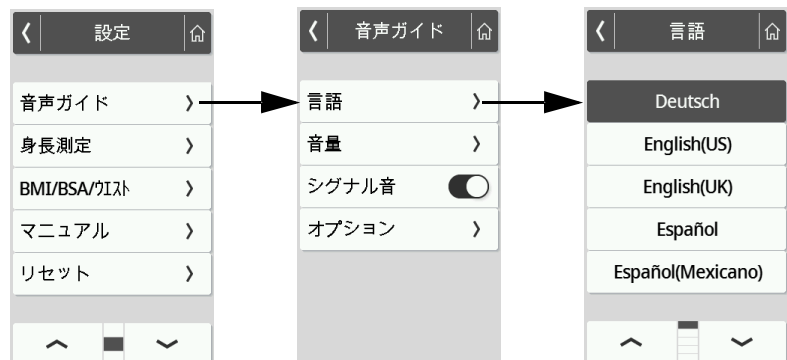 設定
音声ガイド
身長測定
BMI/BSA/ウエスト
マニュアル
リセット
音声ガイド
言語
音量
シグナル音
オプション
言語
Deutsch
English(US)
English(UK)
Español
Español(Mexicano)